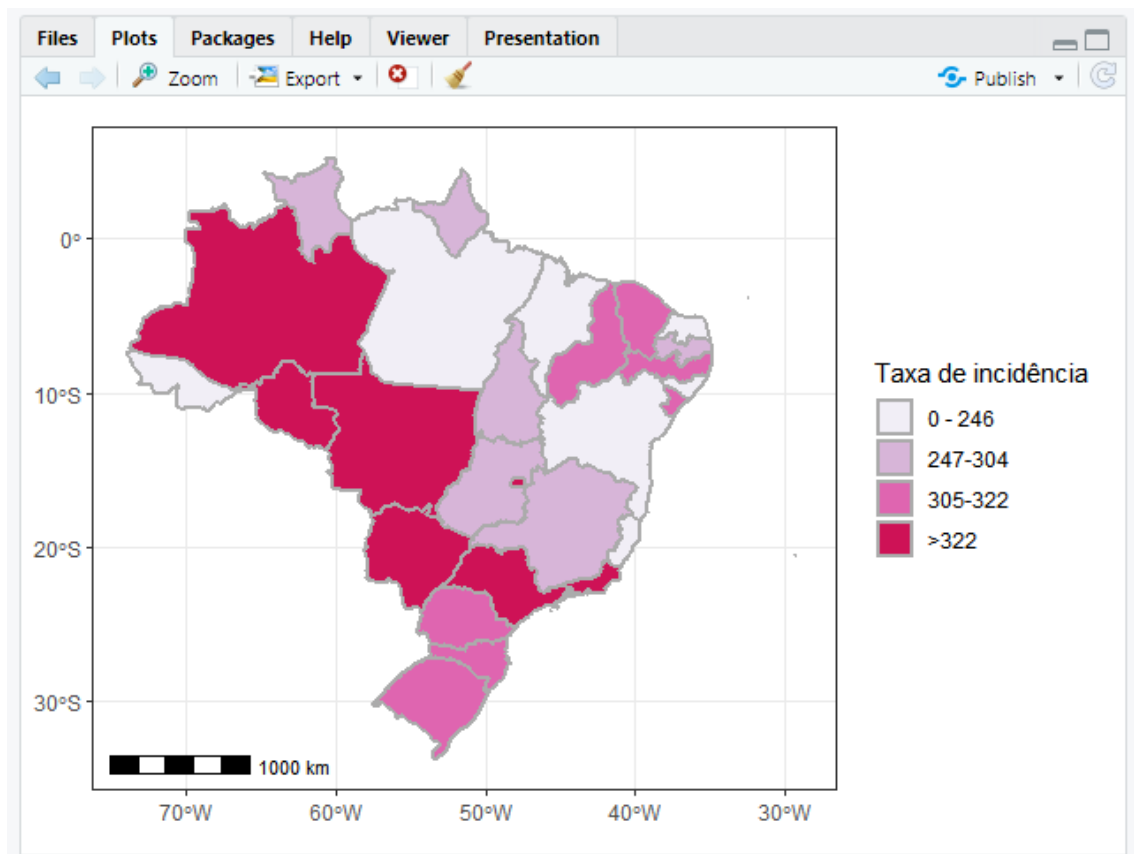 Files Plots Packages Help Viewer Presentation
Zoom Export Publish
Taxa de incidência
0 - 246
247-304
305-322
>322
0°
10°S
20°S
30°S
1000 km
70°W 60°W 50°W 40°W 30°W